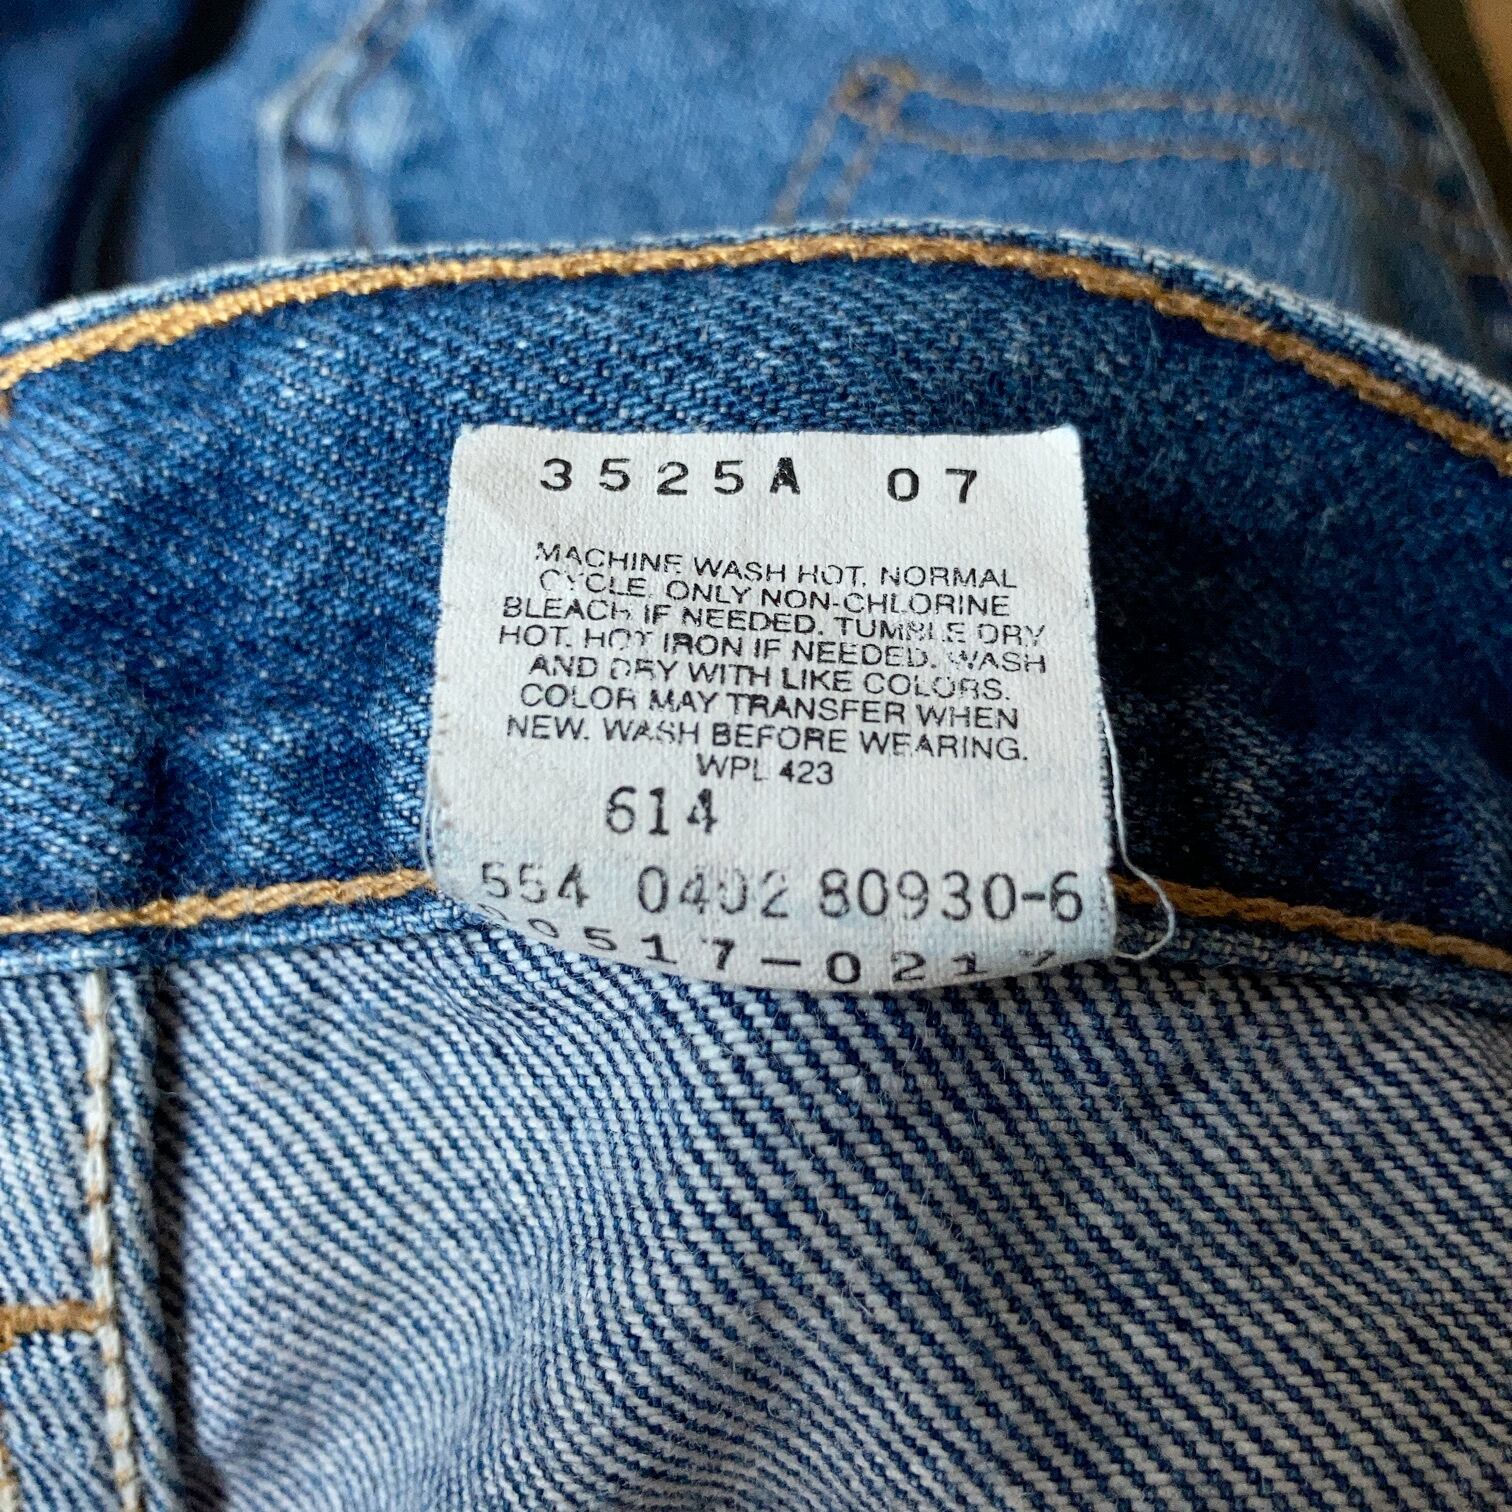 3525A 07
MACHINE WASH HOT, NORMAL
CYCLE. ONLY NON-CHLORINE
BLEACH IF NEEDED. TUMBLE DRY
HOT. HOT IRON IF NEEDED. WASH
AND DRY WITH LIKE COLORS.
COLOR MAY TRANSFER WHEN
NEW. WASH BEFORE WEARING.
WPL 423
614
554 0402 80930-6